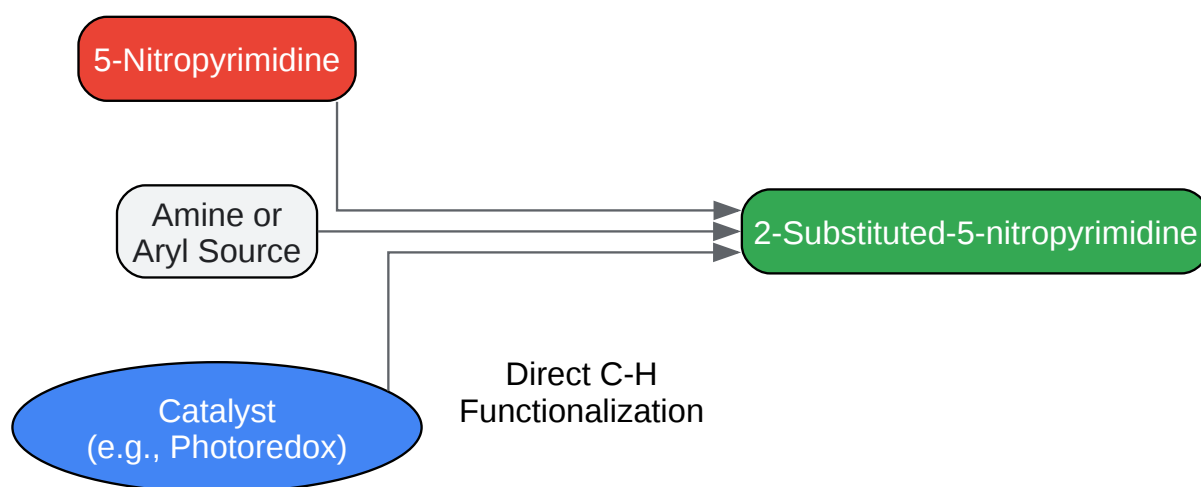 5-Nitropyrimidine
Amine or
Aryl Source
2-Substituted-5-nitropyrimidine
Direct C-H
Functionalization
Catalyst
(e.g., Photoredox)